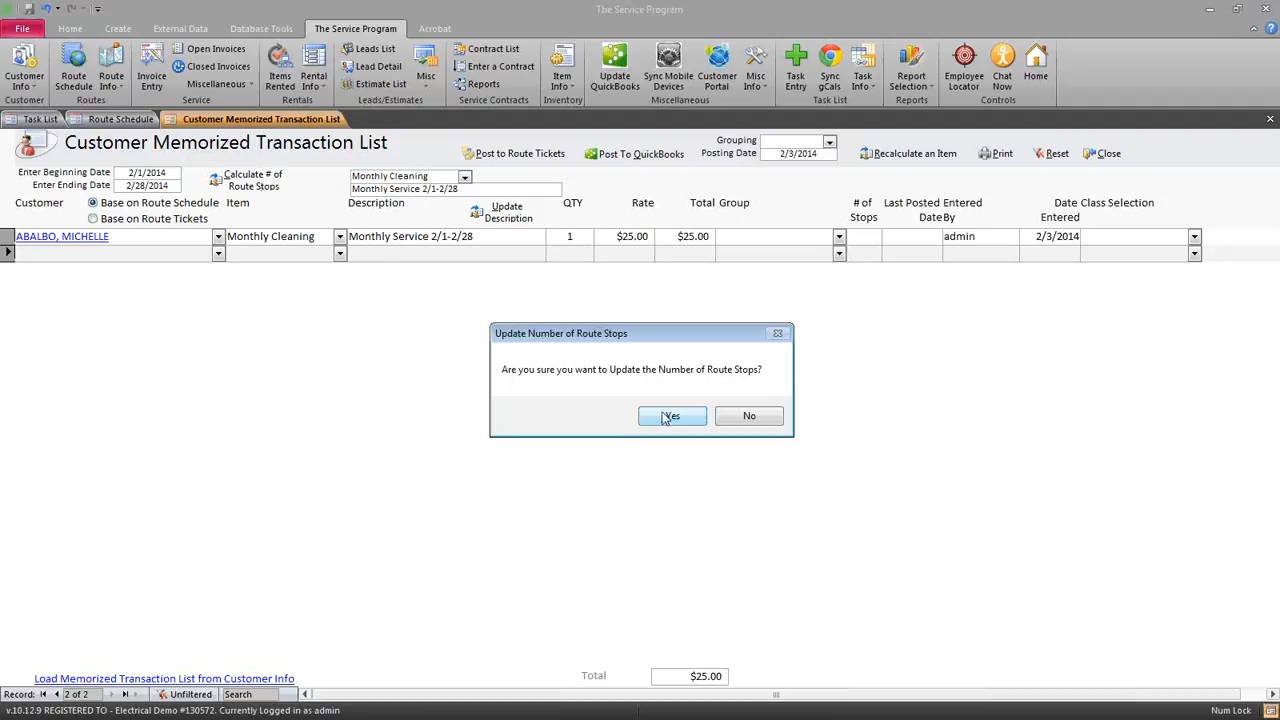 The Service Program
File Home Create External Data Database Tools The Service Program Acrobat
Customer Info Route Schedule Route Info Invoice Entry Open Invoices Closed Invoices Miscellaneous Items Rented Rental Info Leads List Lead Detail Estimate List Misc Contract List Enter a Contract Reports Item Info Update QuickBooks Sync Mobile Devices Customer Portal Misc Info Task Entry Sync gCals Task Info Report Selection Employee Locator Chat Now Home
Customer Routes Service Rentals Leads/Estimates Service Contracts Inventory Miscellaneous Task List Reports Controls
Task List Route Schedule Customer Memorized Transaction List
Customer Memorized Transaction List
Grouping
Posting Date 2/3/2014
Post to Route Tickets Post To QuickBooks Recalculate an Item Print Reset Close
Enter Beginning Date 2/1/2014
Enter Ending Date 2/28/2014
Calculate # of Route Stops
Monthly Cleaning
Monthly Service 2/1-2/28
Customer Base on Route Schedule Item Description Update Description QTY Rate Total Group # of Stops Last Posted Date Entered By Date Entered Class Selection
Base on Route Tickets
ABALBO, MICHELLE Monthly Cleaning Monthly Service 2/1-2/28 1 $25.00 $25.00 admin 2/3/2014
Update Number of Route Stops
Are you sure you want to Update the Number of Route Stops?
Yes No
Load Memorized Transaction List from Customer Info Total $25.00
Record: 2 of 2 Unfiltered Search
v.10.12.9 REGISTERED TO - Electrical Demo #130572. Currently Logged in as admin Num Lock